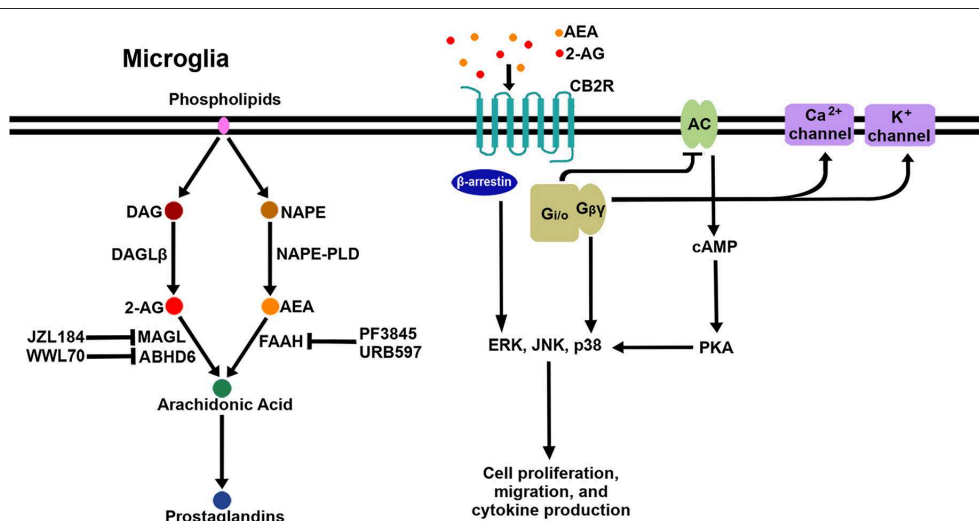 Microglia
Phospholipids
DAG
NAPE
DAGLβ
NAPE-PLD
2-AG
AEA
JZL184
MAGL
WWL70
ABHD6
FAAH
PF3845
URB597
Arachidonic Acid
Prostaglandins
AEA
2-AG
CB2R
AC
Ca2+
channel
K+
channel
β-arrestin
Gi/o
Gβγ
cAMP
ERK, JNK, p38
PKA
Cell proliferation,
migration, and
cytokine production